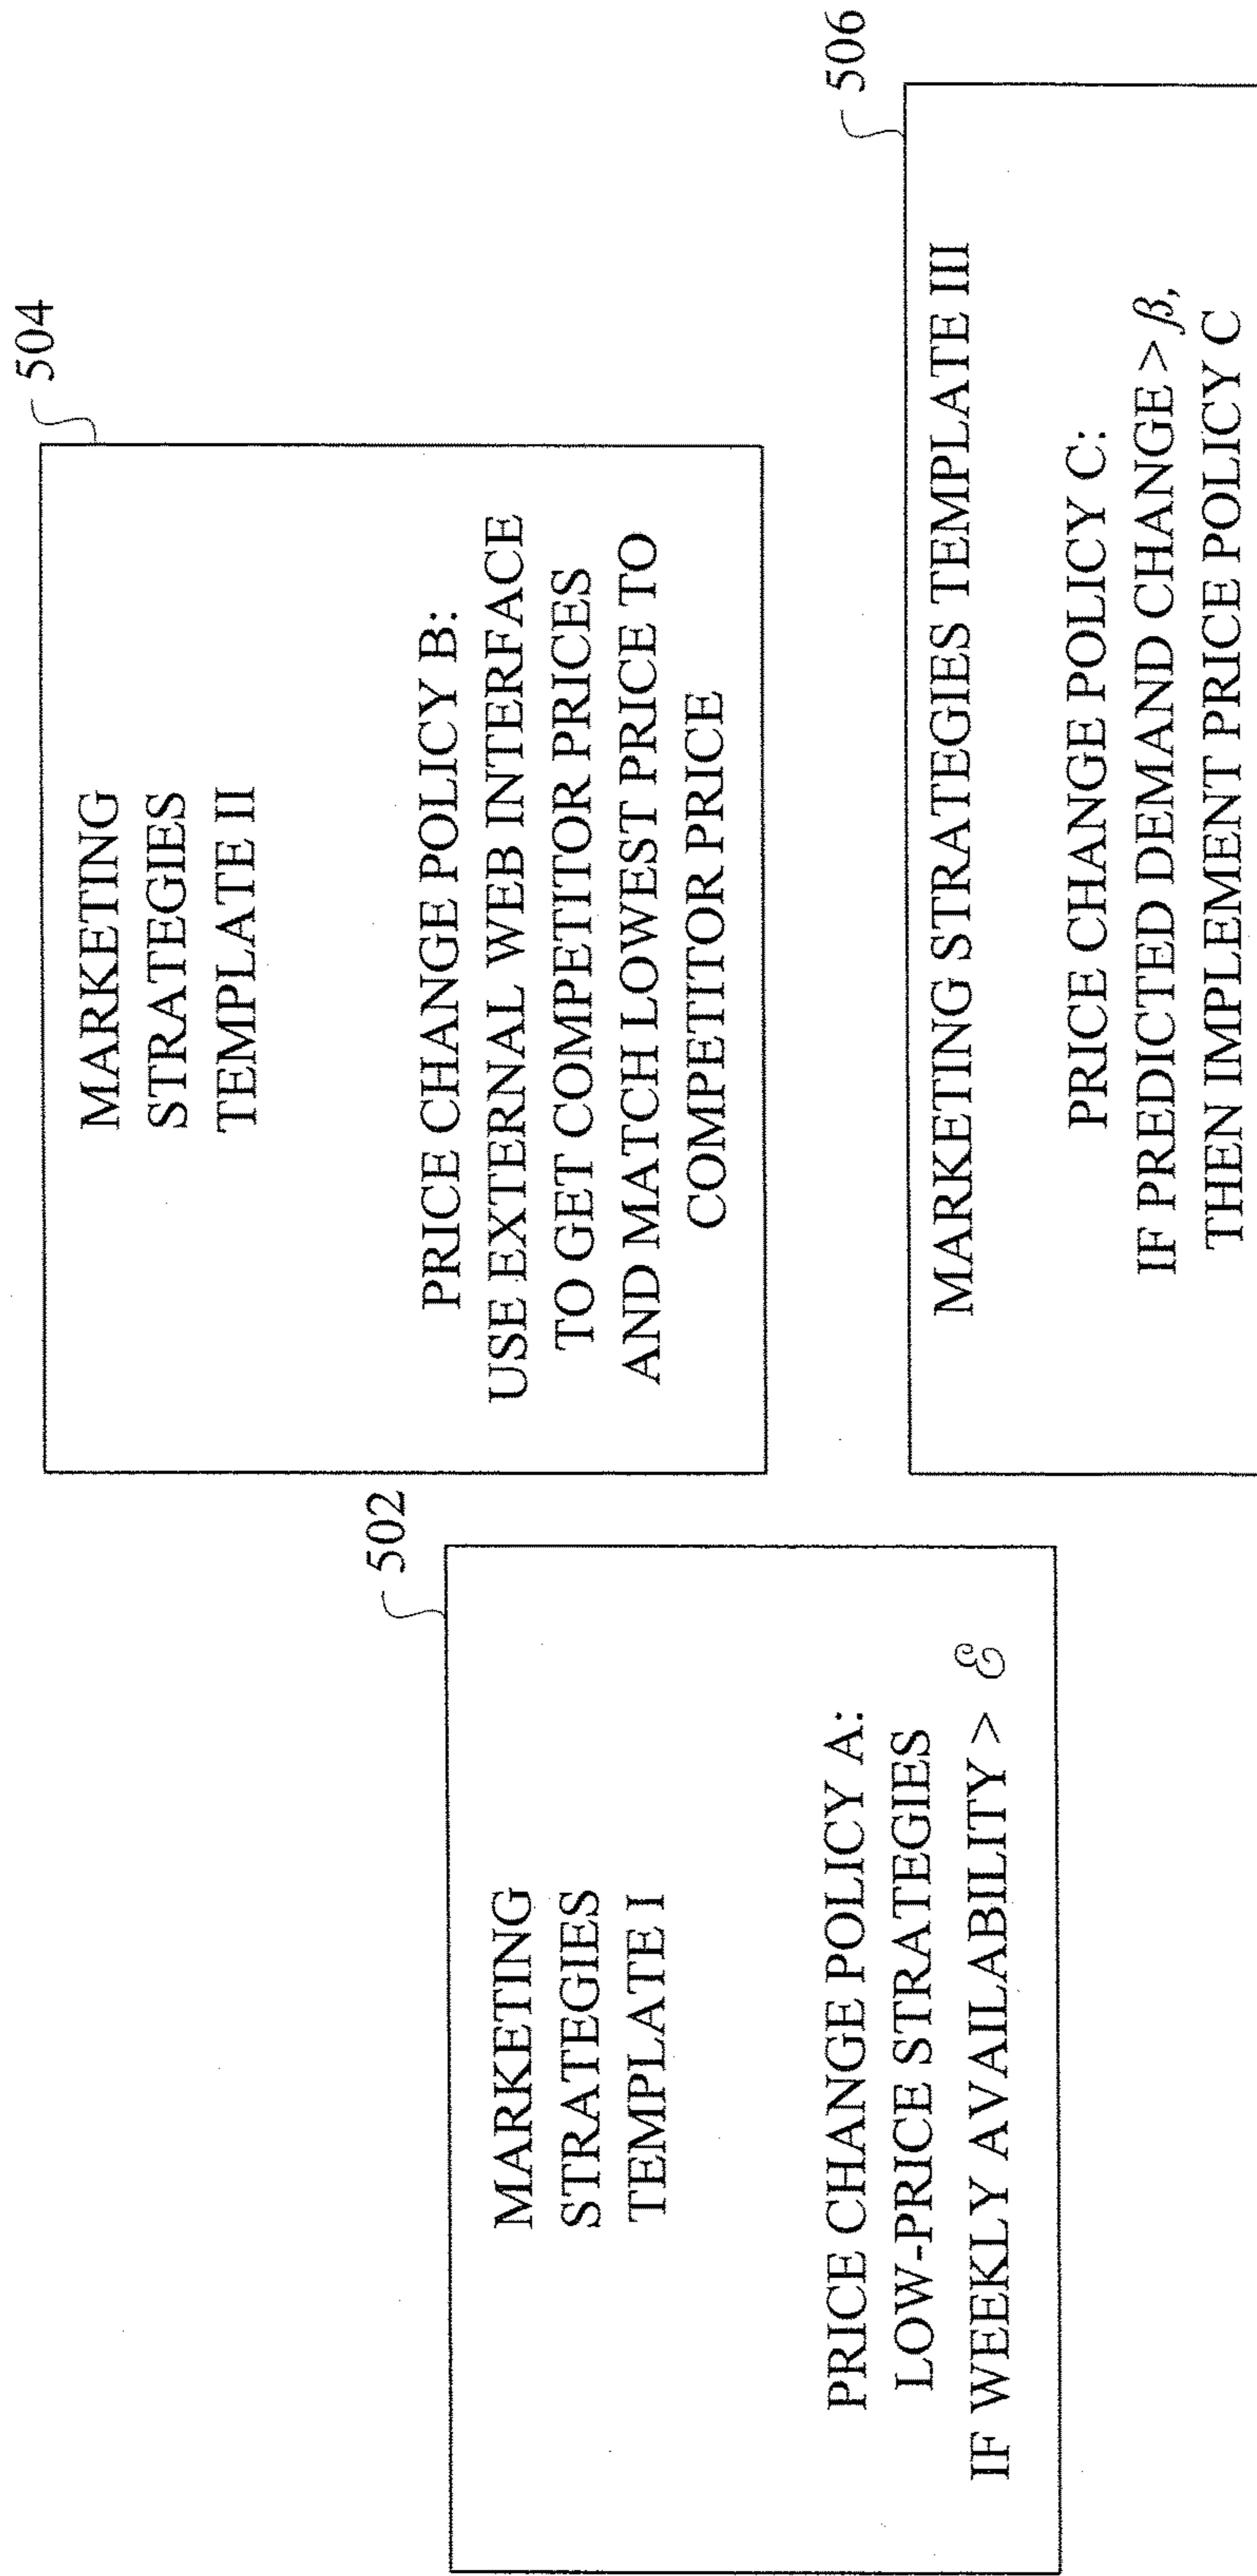 502
MARKETING
STRATEGIES
TEMPLATE I
PRICE CHANGE POLICY A:
LOW-PRICE STRATEGIES
IF WEEKLY AVAILABILITY > ℰ
504
MARKETING
STRATEGIES
TEMPLATE II
PRICE CHANGE POLICY B:
USE EXTERNAL WEB INTERFACE
TO GET COMPETITOR PRICES
AND MATCH LOWEST PRICE TO
COMPETITOR PRICE
506
MARKETING STRATEGIES TEMPLATE III
PRICE CHANGE POLICY C:
IF PREDICTED DEMAND CHANGE > β,
THEN IMPLEMENT PRICE POLICY C